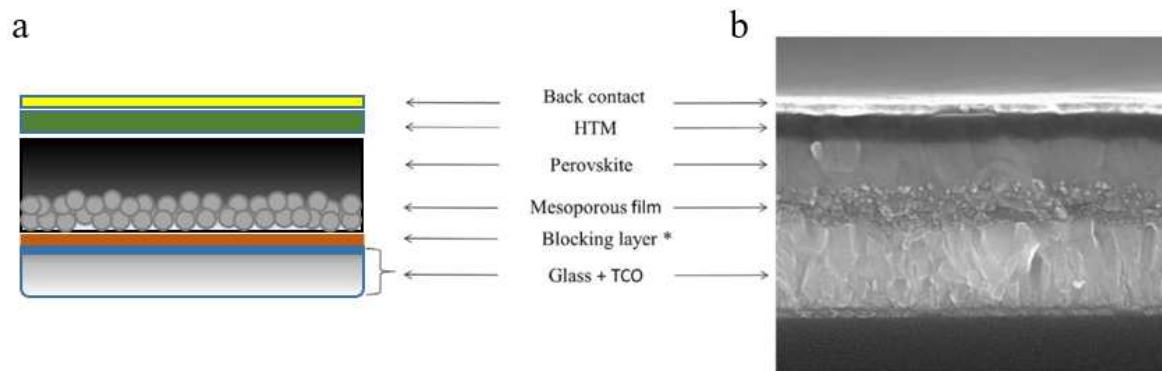 a
b
Back contact
HTM
Perovskite
Mesoporous film
Blocking layer *
Glass + TCO